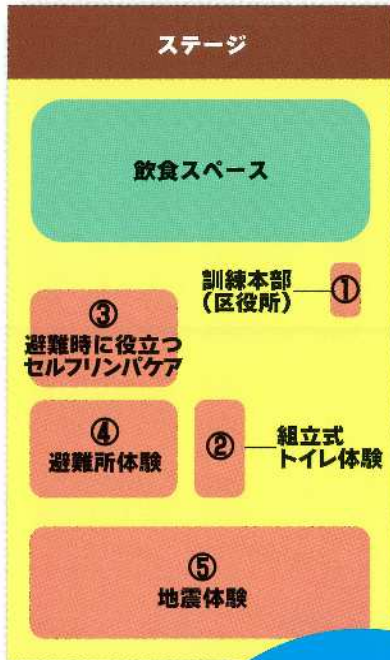 ステージ
飲食スペース
訓練本部
(区役所)
①
③
避難時に役立つ
セルフリンパケア
④
避難所体験
②
組立式
トイレ体験
⑤
地震体験